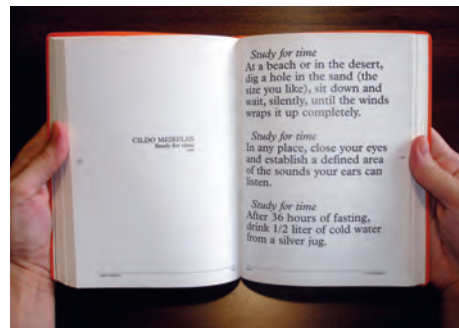 CILDO MEIRELES
Study for time
Study for time
At a beach or in the desert,
dig a hole in the sand (the
size you like), sit down and
wait, silently, until the winds
wraps it up completely.
Study for time
In any place, close your eyes
and establish a defined area
of the sounds your ears can
listen.
Study for time
After 36 hours of fasting,
drink 1/2 liter of cold water
from a silver jug.